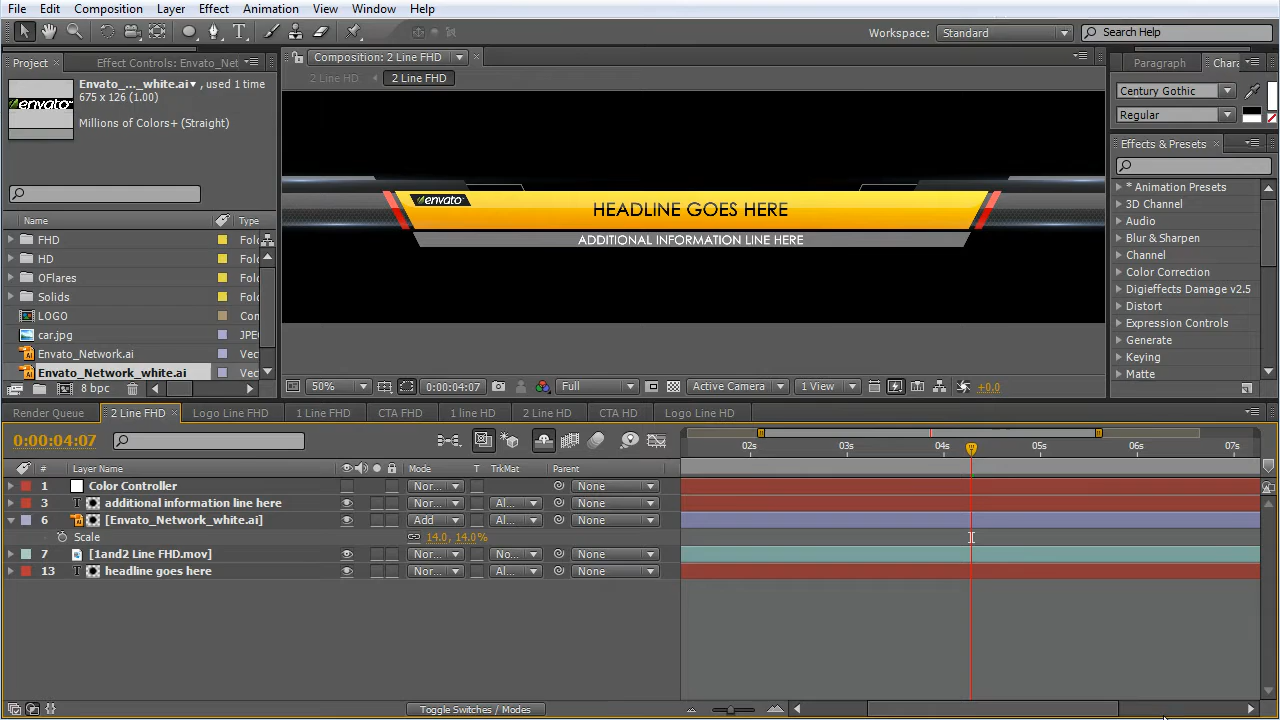 File Edit Composition Layer Effect Animation View Window Help
Workspace: Standard Search Help
Project Effect Controls: Envato_Net
Composition: 2 Line FHD
Paragraph Chara
Envato_..._white.ai, used 1 time
675 x 126 (1.00)
Millions of Colors+ (Straight)
2 Line HD 2 Line FHD
Century Gothic
Regular
Effects & Presets
* Animation Presets
3D Channel
Audio
Blur & Sharpen
Channel
Color Correction
Digieffects Damage v2.5
Distort
Expression Controls
Generate
Keying
Matte
envato
HEADLINE GOES HERE
ADDITIONAL INFORMATION LINE HERE
Name Type
FHD Fold
HD Fol
OFlares Fol
Solids Fol
LOGO Con
car.jpg JPE
Envato_Network.ai Vec
Envato_Network_white.ai Vec
8 bpc
50% 0:00:04:07 Full Active Camera 1 View +0.0
Render Queue 2 Line FHD Logo Line FHD 1 Line FHD CTA FHD 1 line HD 2 Line HD CTA HD Logo Line HD
0:00:04:07
02s 03s 04s 05s 06s 07s
# Layer Name Mode T TrkMat Parent
1 Color Controller Nor... None
3 additional information line here Nor... Al... None
6 [Envato_Network_white.ai] Add Al... None
Scale 14.0, 14.0%
7 [1and2 Line FHD.mov] Nor... No... None
13 headline goes here Nor... Al... None
Toggle Switches / Modes